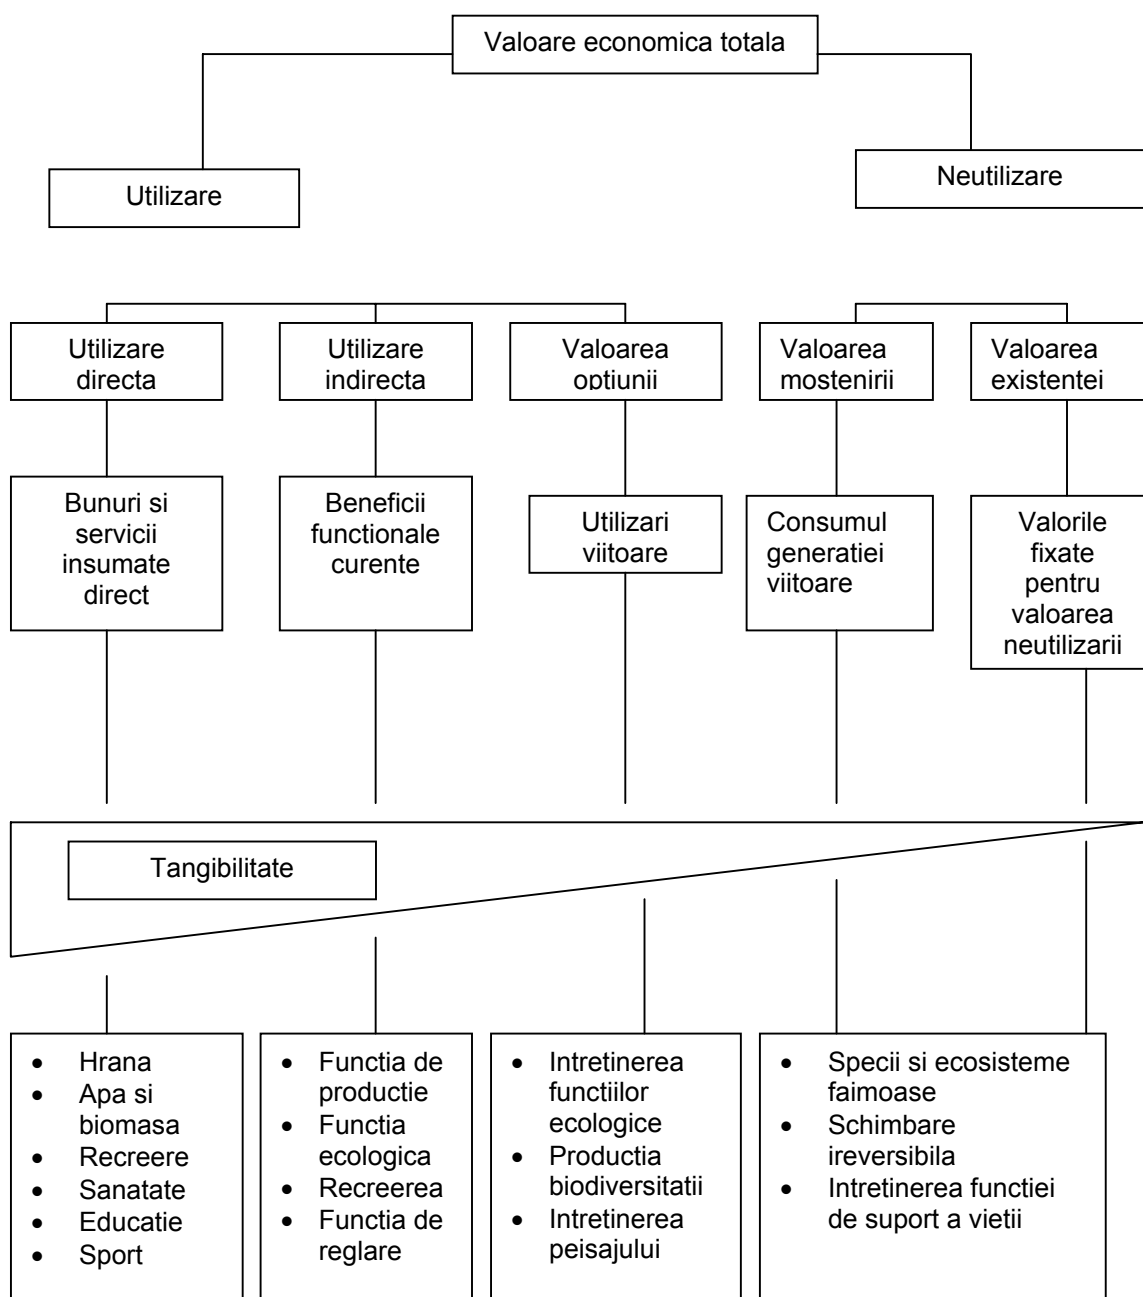 Valoare economica totala
Utilizare
Neutilizare
Utilizare
directa
Utilizare
indirecta
Valoarea
optiunii
Valoarea
mostenirii
Valoarea
existentei
Bunuri si
servicii
insumate
direct
Beneficii
functionale
curente
Utilizari
viitoare
Consumul
generatiei
viitoare
Valorile
fixate
pentru
valoarea
neutilizarii
Tangibilitate
• Hrana
• Apa si
biomasa
• Recreere
• Sanatate
• Educatie
• Sport
• Functia de
productie
• Functia
ecologica
• Recreerea
• Functia de
reglare
• Intretinerea
functiilor
ecologice
• Productia
biodiversitatii
• Intretinerea
peisajului
• Specii si ecosisteme
faimoase
• Schimbare
ireversibila
• Intretinerea functiei
de suport a vietii